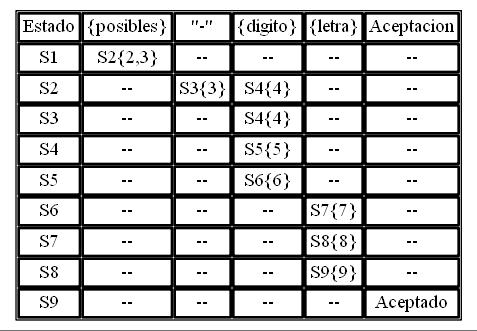 Estado {posibles} "-" {digito} {letra} Aceptacion
S1 S2{2,3} -- -- -- --
S2 -- S3{3} S4{4} -- --
S3 -- -- S4{4} -- --
S4 -- -- S5{5} -- --
S5 -- -- S6{6} -- --
S6 -- -- -- S7{7} --
S7 -- -- -- S8{8} --
S8 -- -- -- S9{9} --
S9 -- -- -- -- Aceptado